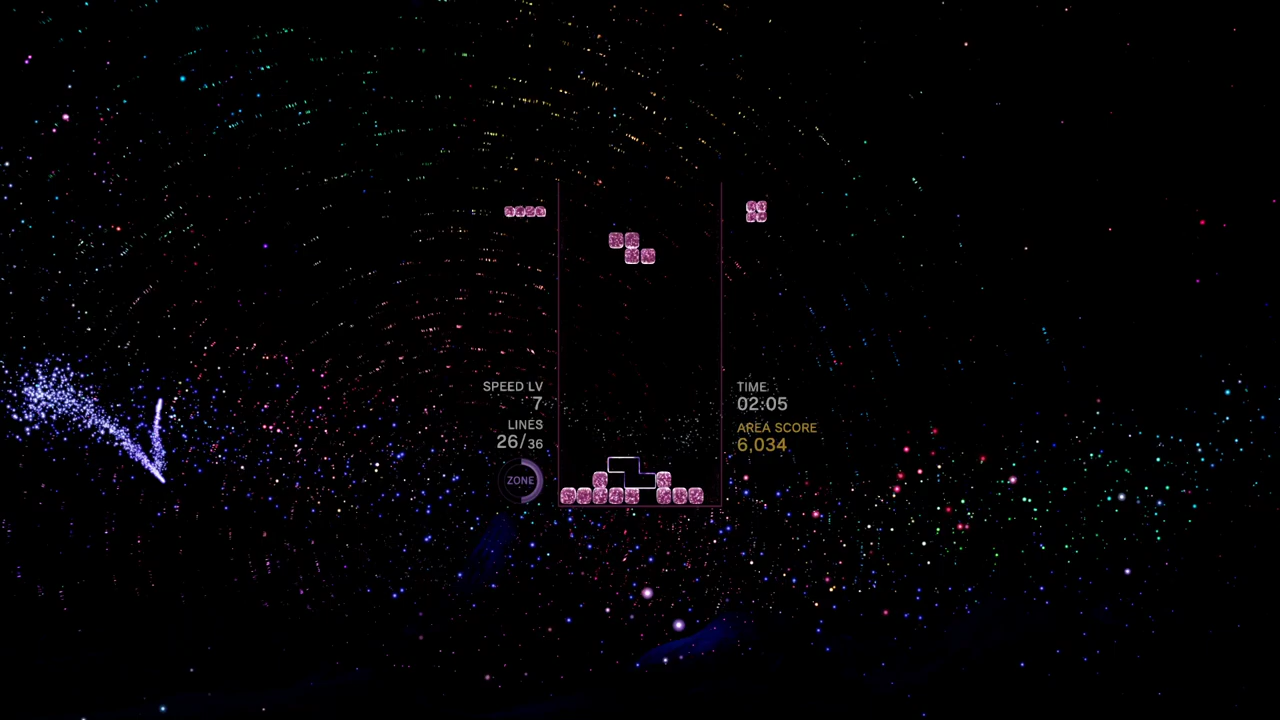 SPEED LV
7
LINES
26/36
ZONE
TIME
02:05
AREA SCORE
6,034